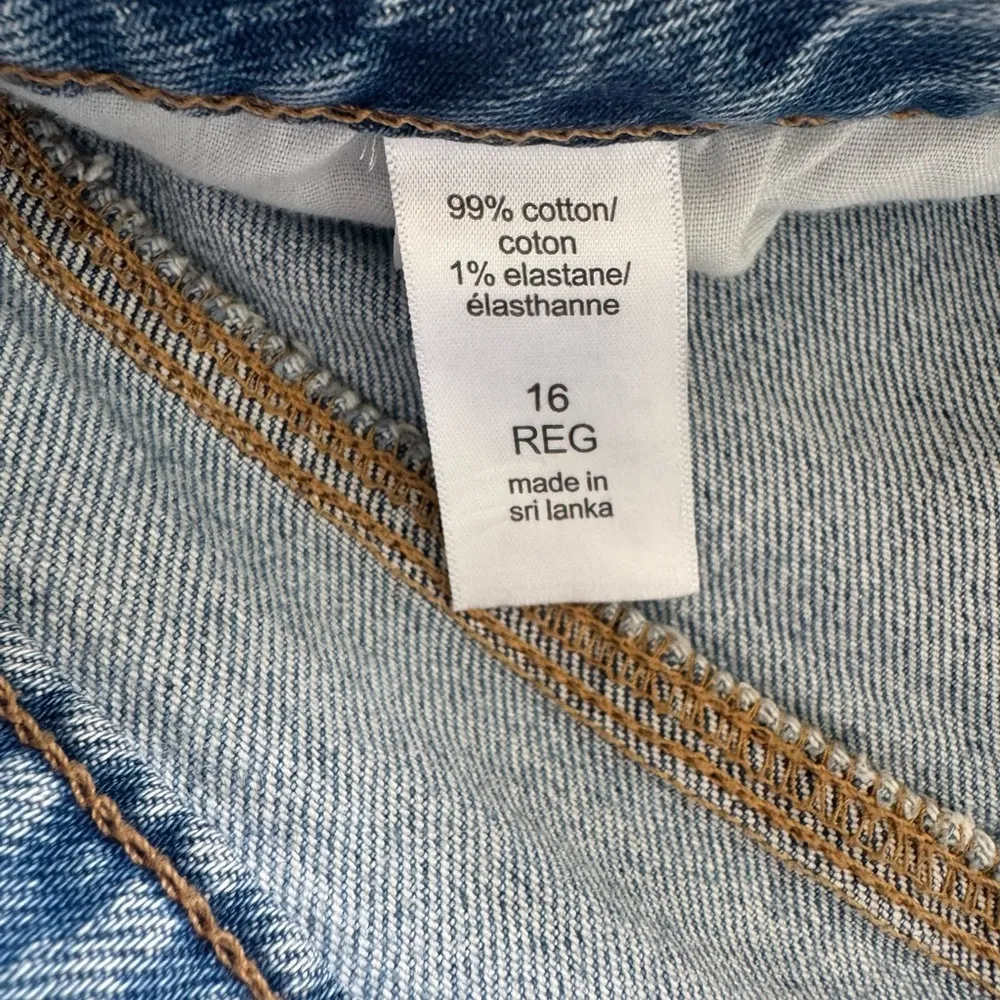 99% cotton/
coton
1% elastane/
élasthanne
16
REG
made in
sri lanka